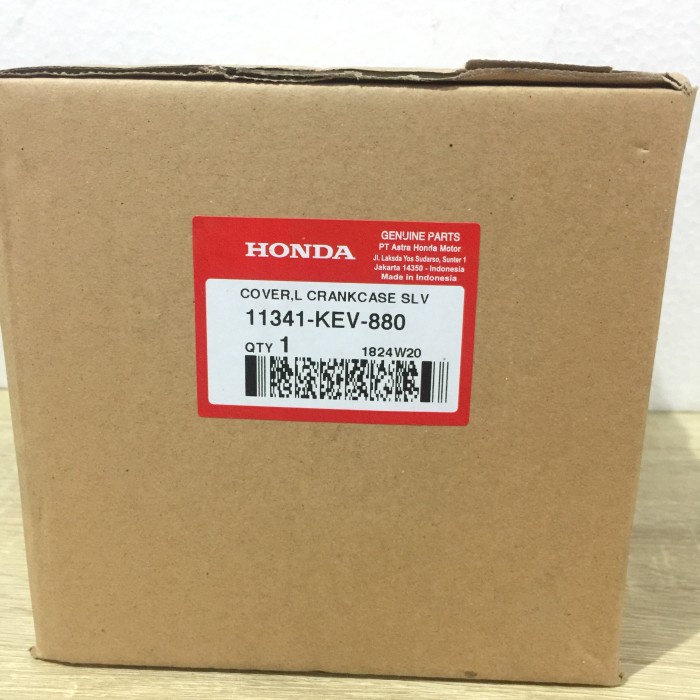 HONDA
GENUINE PARTS
PT Astra Honda Motor
Jl. Laksda Yos Sudarso, Sunter 1
Jakarta 14350 - Indonesia
Made in Indonesia
COVER,L CRANKCASE SLV
11341-KEV-880
QTY 1 1824W20